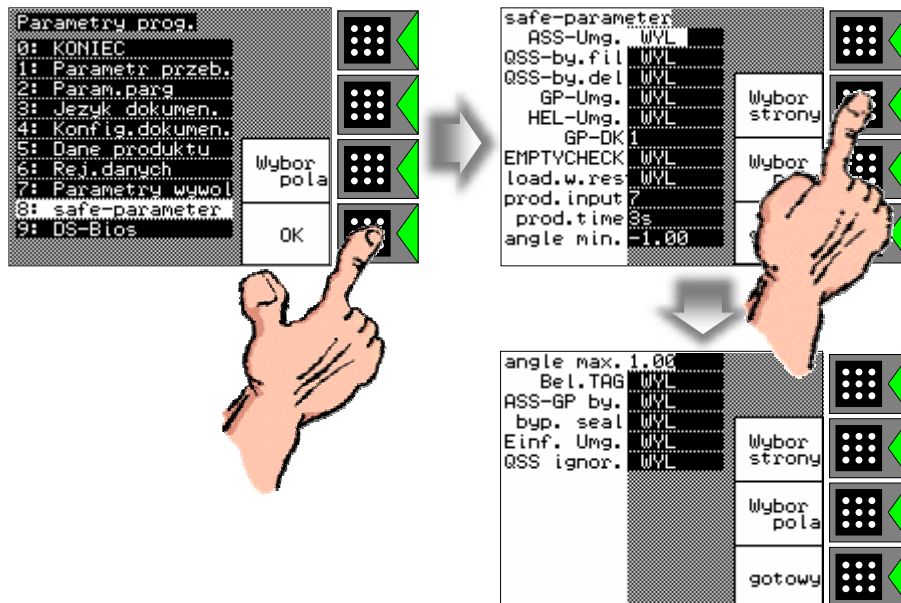 Parametry prog.
0: KONIEC
1: Parametr przeb.
2: Param.parg
3: Jezyk dokumen.
4: Konfig.dokumen.
5: Dane produktu
6: Rej.danych
7: Parametry wywol
8: safe-parameter
9: DS-Bios
Wybor
pola
OK
safe-parameter
ASS-Umg. WYL
QSS-by.fil WYL
QSS-by.del WYL
GP-Umg. WYL
HEL-Umg. WYL
GP-DK 1
EMPTYCHECK WYL
load.w.res WYL
prod.input 7
prod.time 3s
angle min. -1.00
Wybor
strony
Wybor
angle max. 1.00
Bel.TAG WYL
ASS-GP by. WYL
byp. seal WYL
Einf. Umg. WYL
QSS ignor. WYL
Wybor
strony
Wybor
pola
gotowy